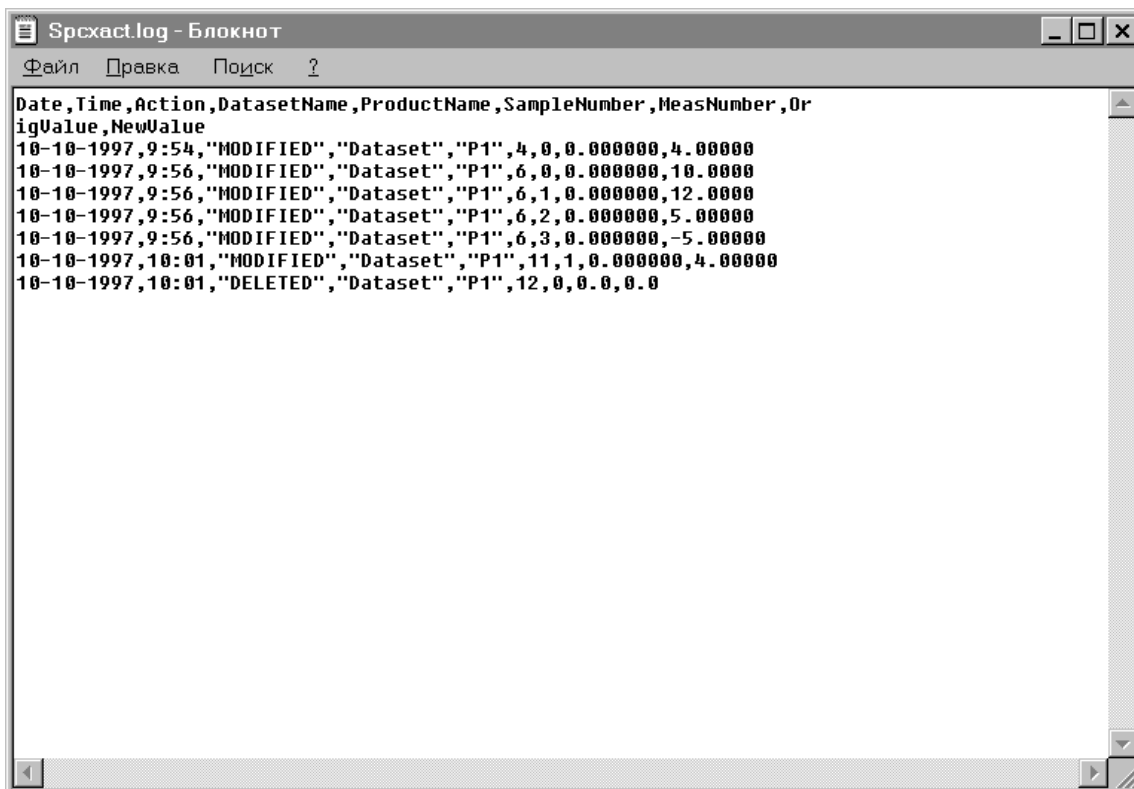 Spcxact.log - Блокнот
Файл Правка Поиск ?
Date,Time,Action,DatasetName,ProductName,SampleNumber,MeasNumber,Or
igValue,NewValue
10-10-1997,9:54,"MODIFIED","Dataset","P1",4,0,0.000000,4.00000
10-10-1997,9:56,"MODIFIED","Dataset","P1",6,0,0.000000,10.0000
10-10-1997,9:56,"MODIFIED","Dataset","P1",6,1,0.000000,12.0000
10-10-1997,9:56,"MODIFIED","Dataset","P1",6,2,0.000000,5.00000
10-10-1997,9:56,"MODIFIED","Dataset","P1",6,3,0.000000,-5.00000
10-10-1997,10:01,"MODIFIED","Dataset","P1",11,1,0.000000,4.00000
10-10-1997,10:01,"DELETED","Dataset","P1",12,0,0.0,0.0